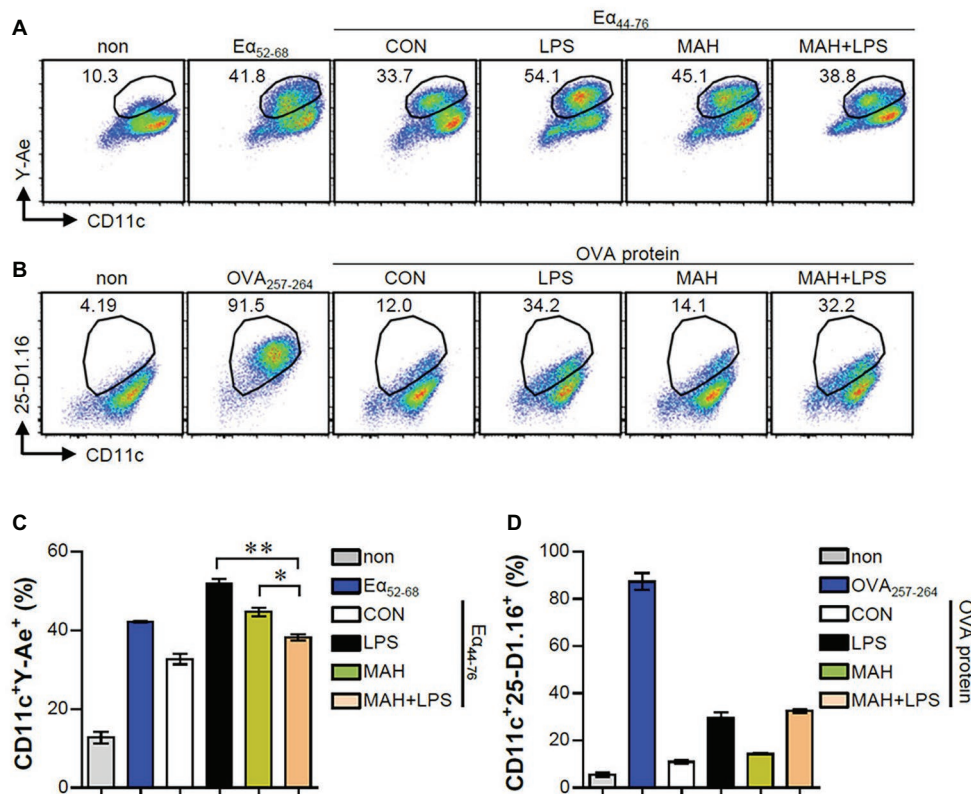 A
Eα44-76
non
Eα52-68
CON
LPS
MAH
MAH+LPS
10.3
41.8
33.7
54.1
45.1
38.8
Y-Ae
CD11c
B
OVA protein
non
OVA257-264
CON
LPS
MAH
MAH+LPS
4.19
91.5
12.0
34.2
14.1
32.2
25-D1.16
CD11c
C
CD11c+Y-Ae+ (%)
60
40
20
0
**
*
non
Eα52-68
CON
LPS
MAH
MAH+LPS
Eα44-76
D
CD11c+25-D1.16+ (%)
100
80
60
40
20
0
non
OVA257-264
CON
LPS
MAH
MAH+LPS
OVA protein